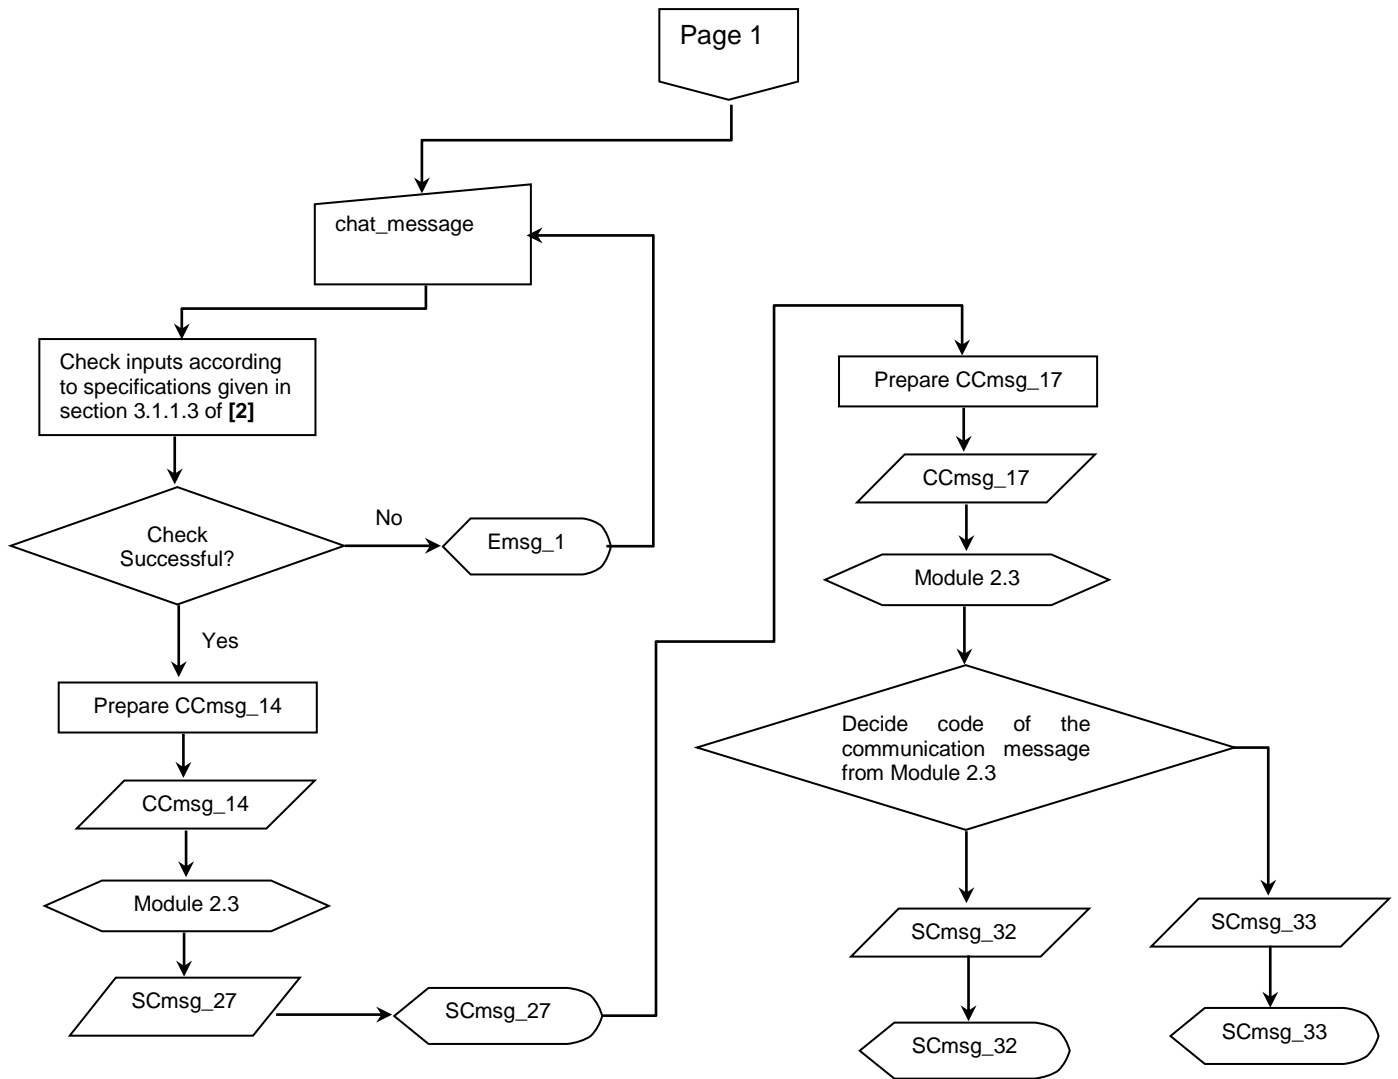 Page 1
chat_message
Check inputs according
to specifications given in
section 3.1.1.3 of [2]
Check
Successful?
No
Emsg_1
Yes
Prepare CCmsg_14
CCmsg_14
Module 2.3
SCmsg_27
SCmsg_27
Prepare CCmsg_17
CCmsg_17
Module 2.3
Decide code of the
communication message
from Module 2.3
SCmsg_32
SCmsg_32
SCmsg_33
SCmsg_33